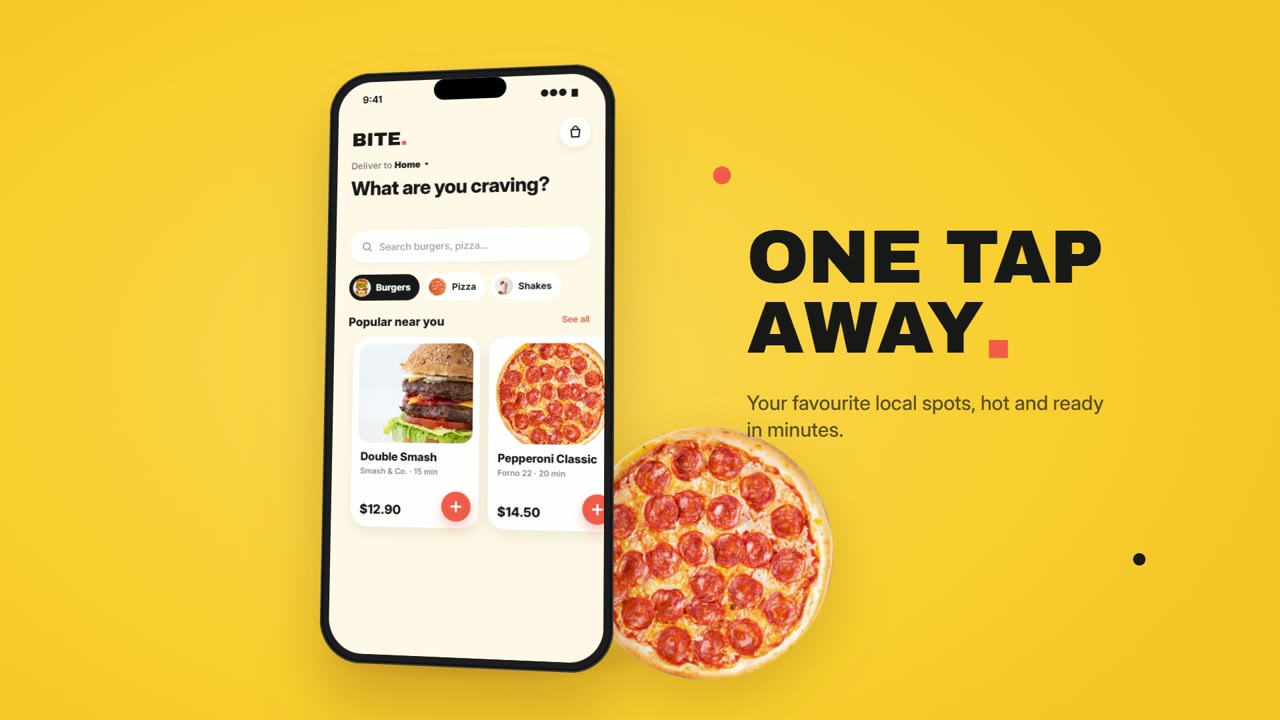 9:41
BITE.
Deliver to Home
What are you craving?
Search burgers, pizza...
Burgers
Pizza
Shakes
Popular near you
See all
Double Smash
Smash & Co. · 15 min
$12.90
Pepperoni Classic
Forno 22 · 20 min
$14.50
ONE TAP
AWAY.
Your favourite local spots, hot and ready
in minutes.